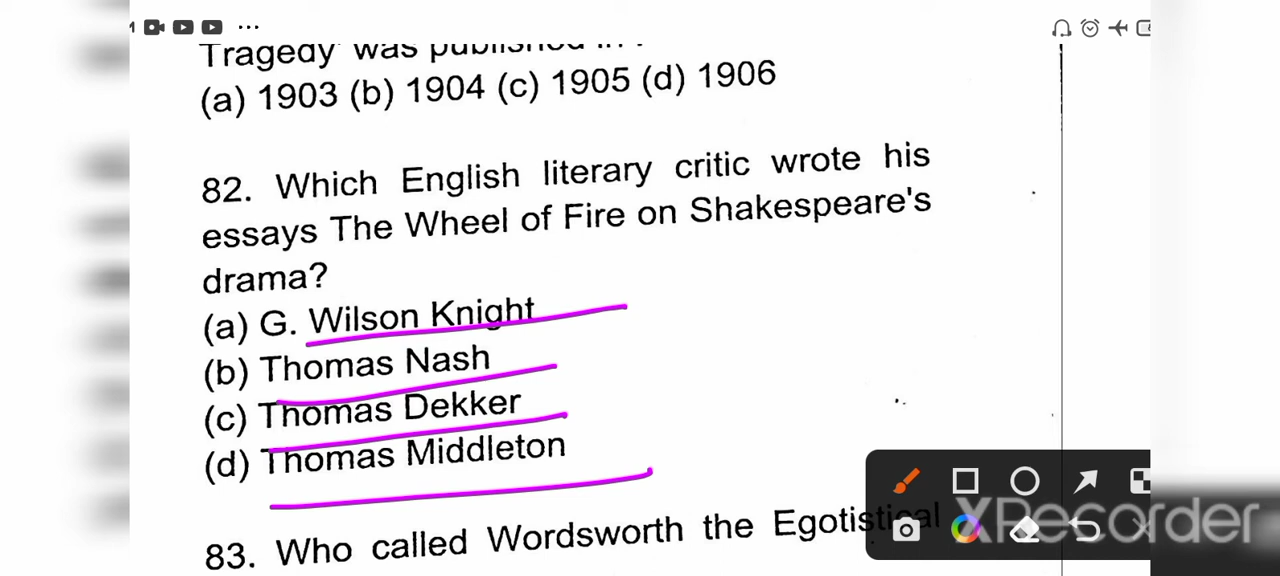 Tragedy' was published in ?
(a) 1903 (b) 1904 (c) 1905 (d) 1906
82. Which English literary critic wrote his
essays The Wheel of Fire on Shakespeare's
drama?
(a) G. Wilson Knight
(b) Thomas Nash
(c) Thomas Dekker
(d) Thomas Middleton
83. Who called Wordsworth the Egotistical
XRecorder